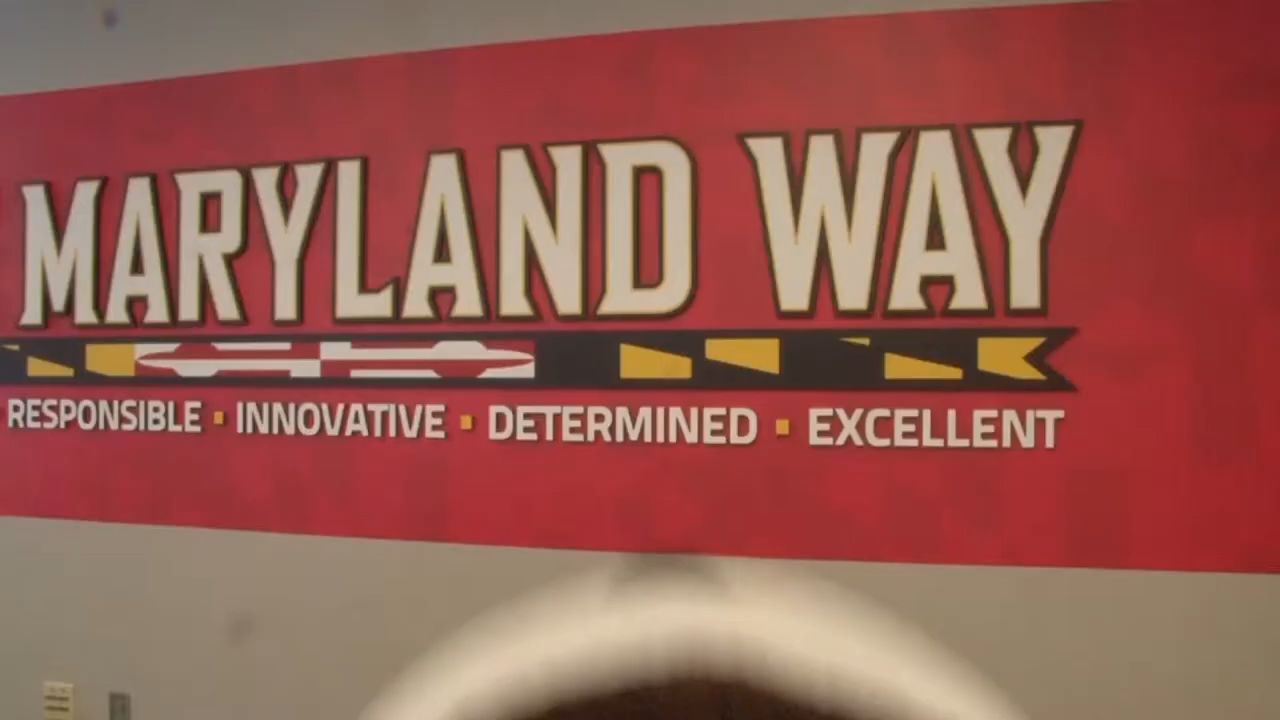 MARYLAND WAY
RESPONSIBLE ▪ INNOVATIVE ▪ DETERMINED ▪ EXCELLENT